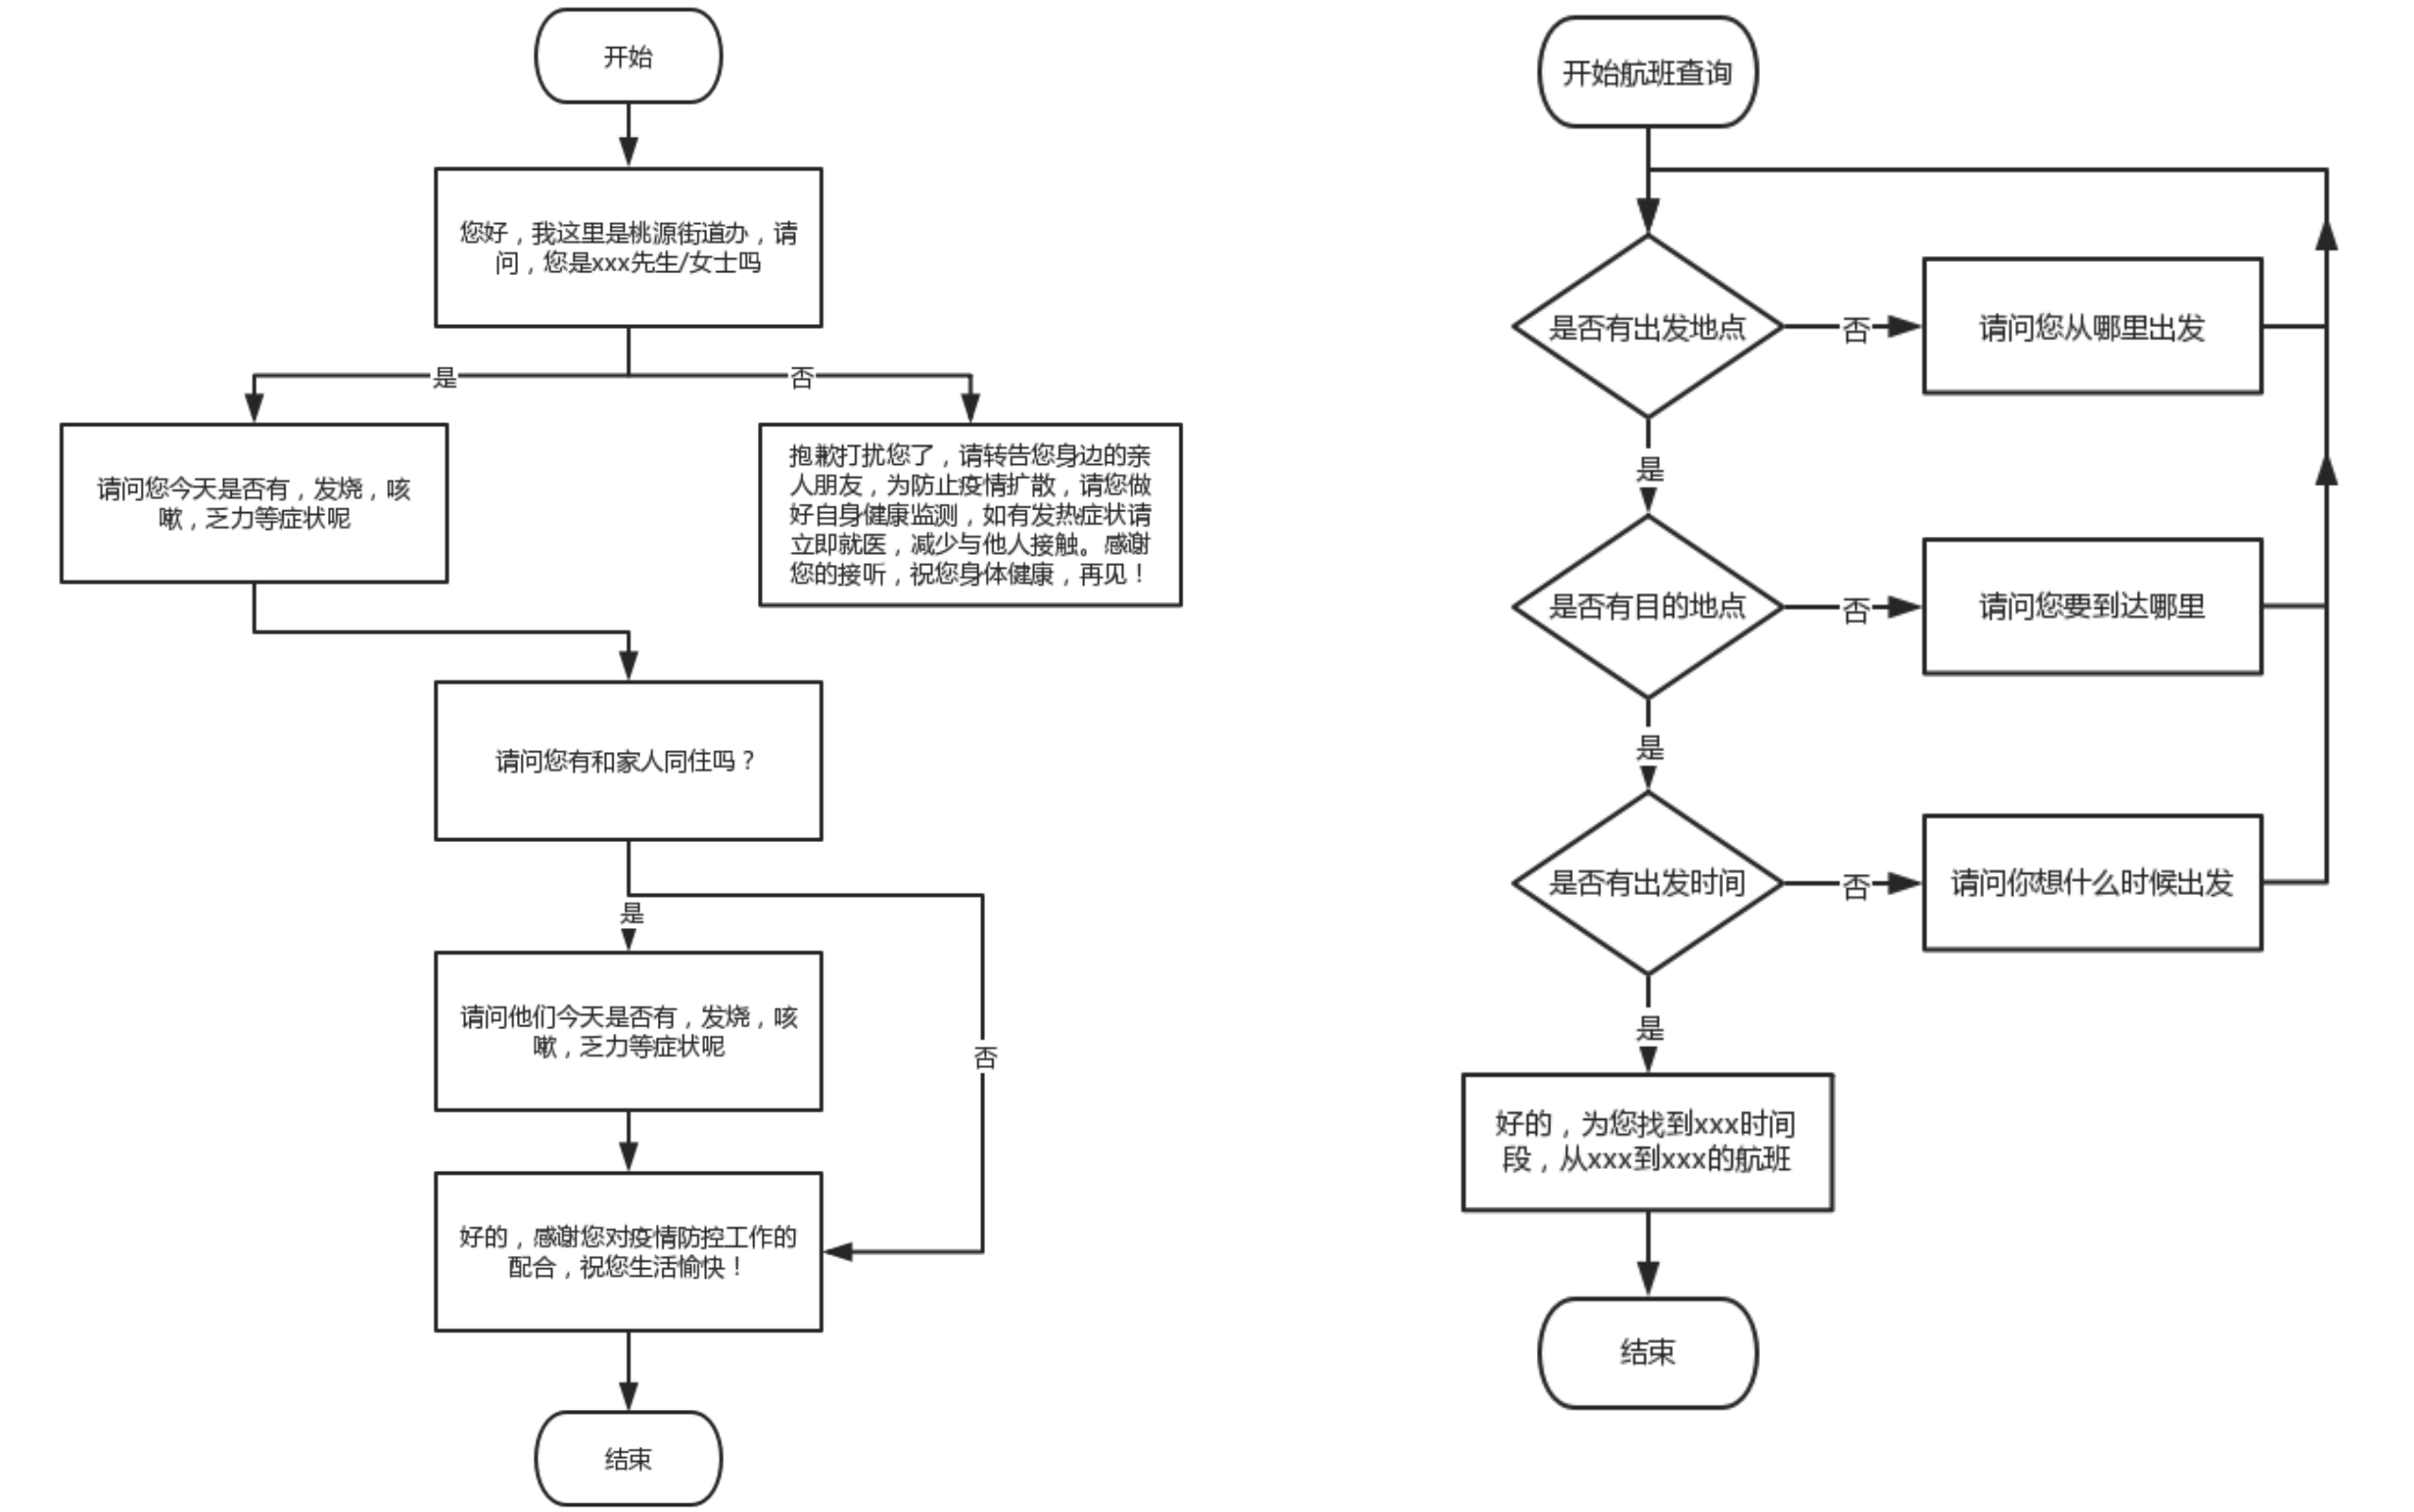 开始
您好，我这里是桃源街道办，请
问，您是xxx先生/女士吗
是
否
请问您今天是否有，发烧，咳
嗽，乏力等症状呢
抱歉打扰您了，请转告您身边的亲
人朋友，为防止疫情扩散，请您做
好自身健康监测，如有发热症状请
立即就医，减少与他人接触。感谢
您的接听，祝您身体健康，再见！
请问您有和家人同住吗？
是
请问他们今天是否有，发烧，咳
嗽，乏力等症状呢
否
好的，感谢您对疫情防控工作的
配合，祝您生活愉快！
结束
开始航班查询
是否有出发地点
否
请问您从哪里出发
是
是否有目的地点
否
请问您要到达哪里
是
是否有出发时间
否
请问你想什么时候出发
是
好的，为您找到xxx时间
段，从xxx到xxx的航班
结束